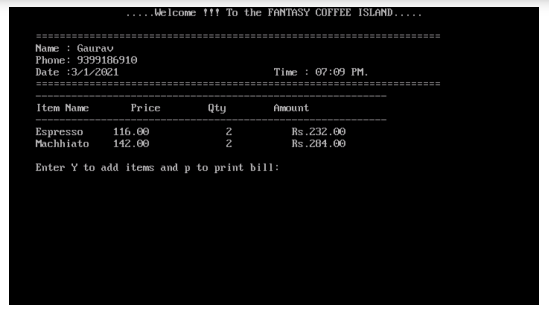 .....Welcome !!! To the FANTASY COFFEE ISLAND.....
====================================================================
Name : Gaurav
Phone: 9399186910
Date :3/1/2021 Time : 07:09 PM.
====================================================================
-----------------------------------------------------------
Item Name Price Qty Amount
-----------------------------------------------------------
Espresso 116.00 2 Rs.232.00
Machhiato 142.00 2 Rs.284.00
Enter Y to add items and p to print bill: